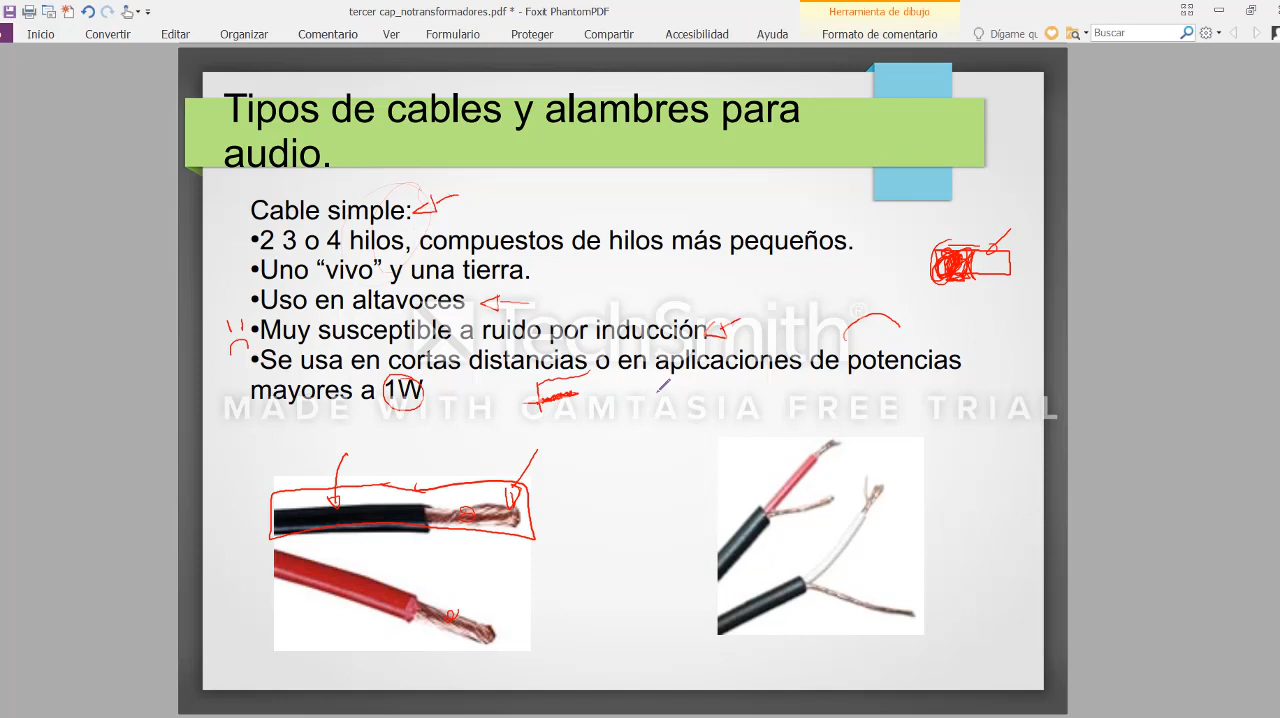 tercer cap_notransformadores.pdf * - Foxit PhantomPDF
Herramienta de dibujo
Inicio Convertir Editar Organizar Comentario Ver Formulario Proteger Compartir Accesibilidad Ayuda Formato de comentario Dígame qu Buscar
Tipos de cables y alambres para
audio.
Cable simple:
•2 3 o 4 hilos, compuestos de hilos más pequeños.
•Uno “vivo” y una tierra.
•Uso en altavoces
•Muy susceptible a ruido por inducción
•Se usa en cortas distancias o en aplicaciones de potencias
mayores a 1W
TechSmith®
MADE WITH CAMTASIA FREE TRIAL